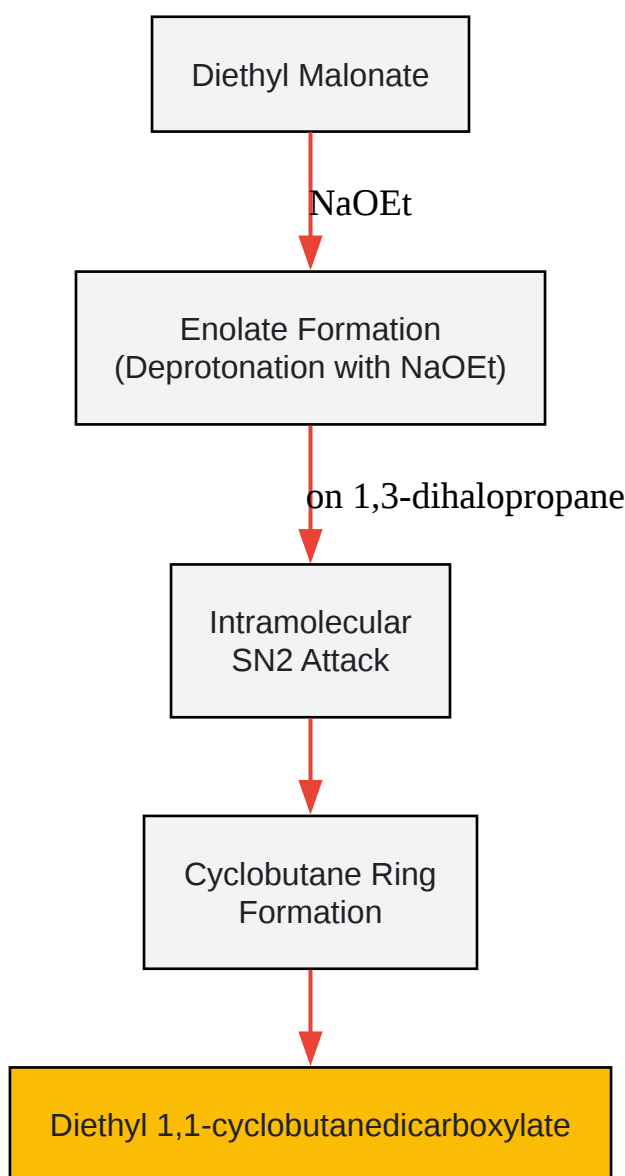 Diethyl Malonate
NaOEt
Enolate Formation
(Deprotonation with NaOEt)
on 1,3-dihalopropane
Intramolecular
SN2 Attack
Cyclobutane Ring
Formation
Diethyl 1,1-cyclobutanedicarboxylate